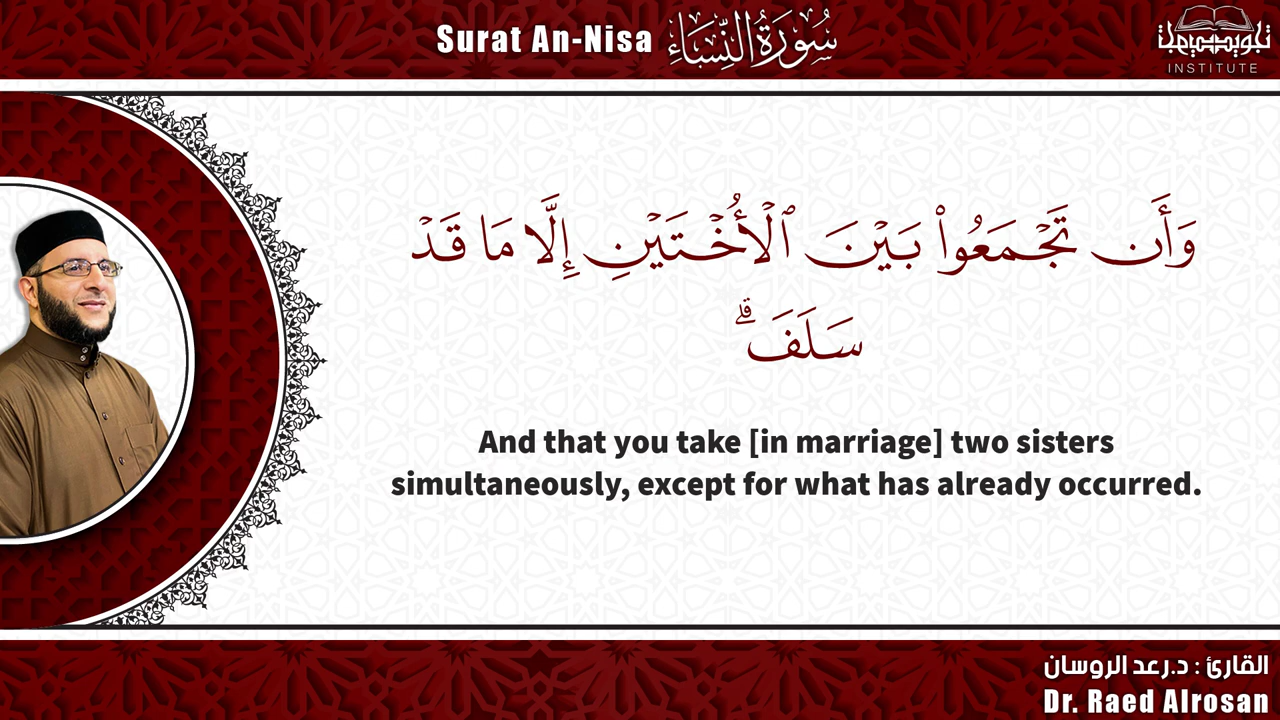 Surat An-Nisa سُورَةُ النِّسَاءِ
INSTITUTE
وَأَن تَجْمَعُوا۟ بَيْنَ ٱلْأُخْتَيْنِ إِلَّا مَا قَدْ
سَلَفَ ۗ
And that you take [in marriage] two sisters
simultaneously, except for what has already occurred.
القارئ : د.رعد الروسان
Dr. Raed Alrosan